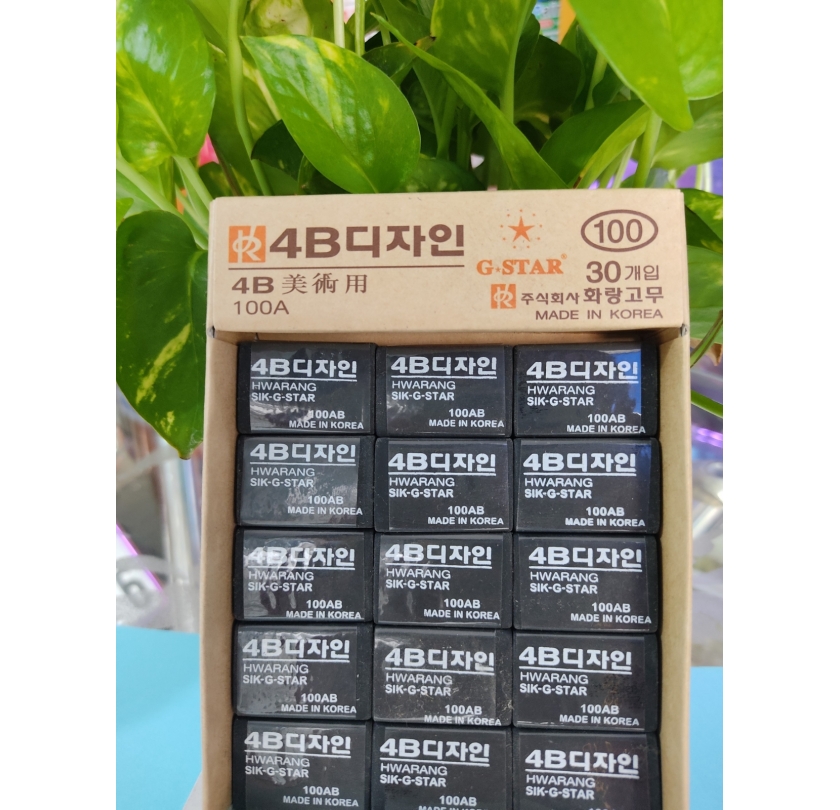 4B디자인
4B 美術用
100A
G·STAR®
100
30개입
주식회사 화랑고무
MADE IN KOREA
4B디자인
HWARANG
SIK-G-STAR
100AB
MADE IN KOREA
4B디자인
HWARANG
SIK-G-STAR
100AB
MADE IN KOREA
4B디자인
HWARANG
SIK-G-STAR
100AB
MADE IN KOREA
4B디자인
HWARANG
SIK-G-STAR
100AB
MADE IN KOREA
4B디자인
HWARANG
SIK-G-STAR
100AB
MADE IN KOREA
4B디자인
HWARANG
SIK-G-STAR
100AB
MADE IN KOREA
4B디자인
HWARANG
SIK-G-STAR
100AB
MADE IN KOREA
4B디자인
HWARANG
SIK-G-STAR
100AB
MADE IN KOREA
4B디자인
HWARANG
SIK-G-STAR
100AB
MADE IN KOREA
4B디자인
HWARANG
SIK-G-STAR
100AB
MADE IN KOREA
4B디자인
HWARANG
SIK-G-STAR
100AB
MADE IN KOREA
4B디자인
HWARANG
SIK-G-STAR
100AB
MADE IN KOREA
4B디자인
HWARANG
SIK-G-STAR
100AB
MADE IN KOREA
4B디자인
HWARANG
SIK-G-STAR
100AB
MADE IN KOREA
4B디자인
HWARANG
SIK-G-STAR
100AB